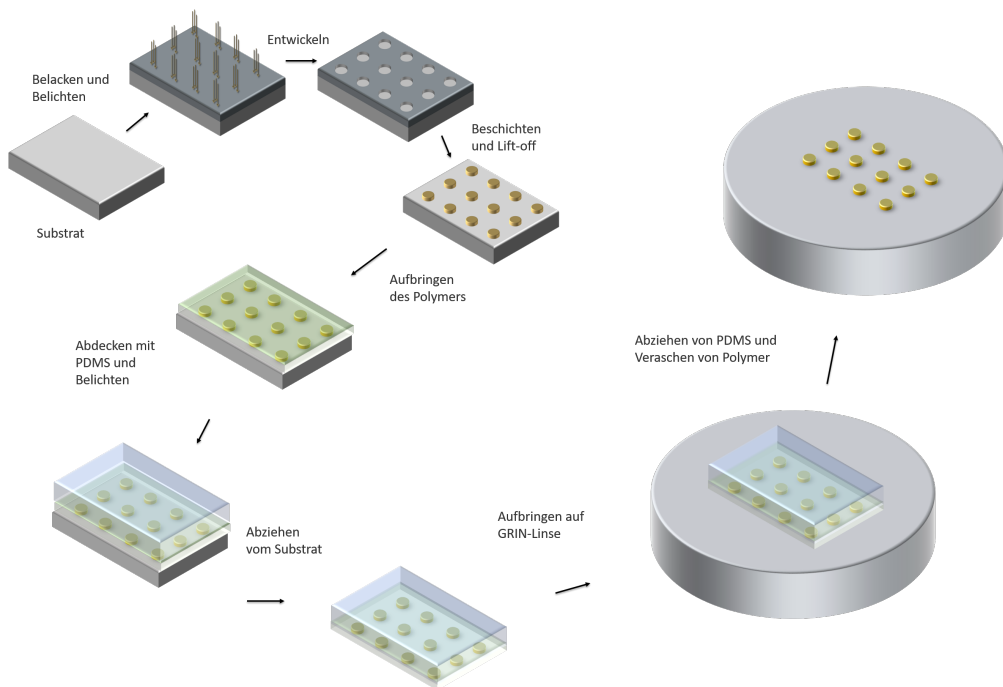 Belacken und
Belichten
Entwickeln
Beschichten
und Lift-off
Substrat
Aufbringen
des Polymers
Abdecken mit
PDMS und
Belichten
Abziehen
vom Substrat
Aufbringen auf
GRIN-Linse
Abziehen von PDMS und
Veraschen von Polymer